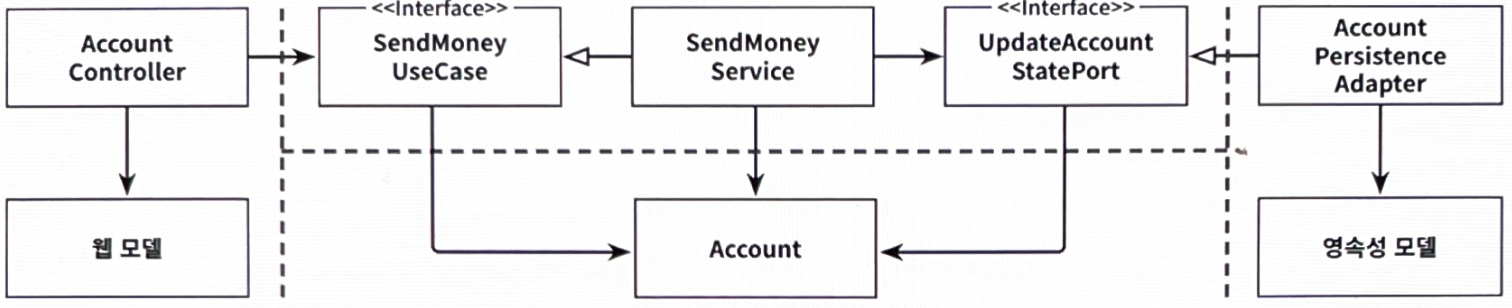 <<Interface>>
<<Interface>>
Account
Controller
SendMoney
UseCase
SendMoney
Service
UpdateAccount
StatePort
Account
Persistence
Adapter
웹 모델
Account
영속성 모델